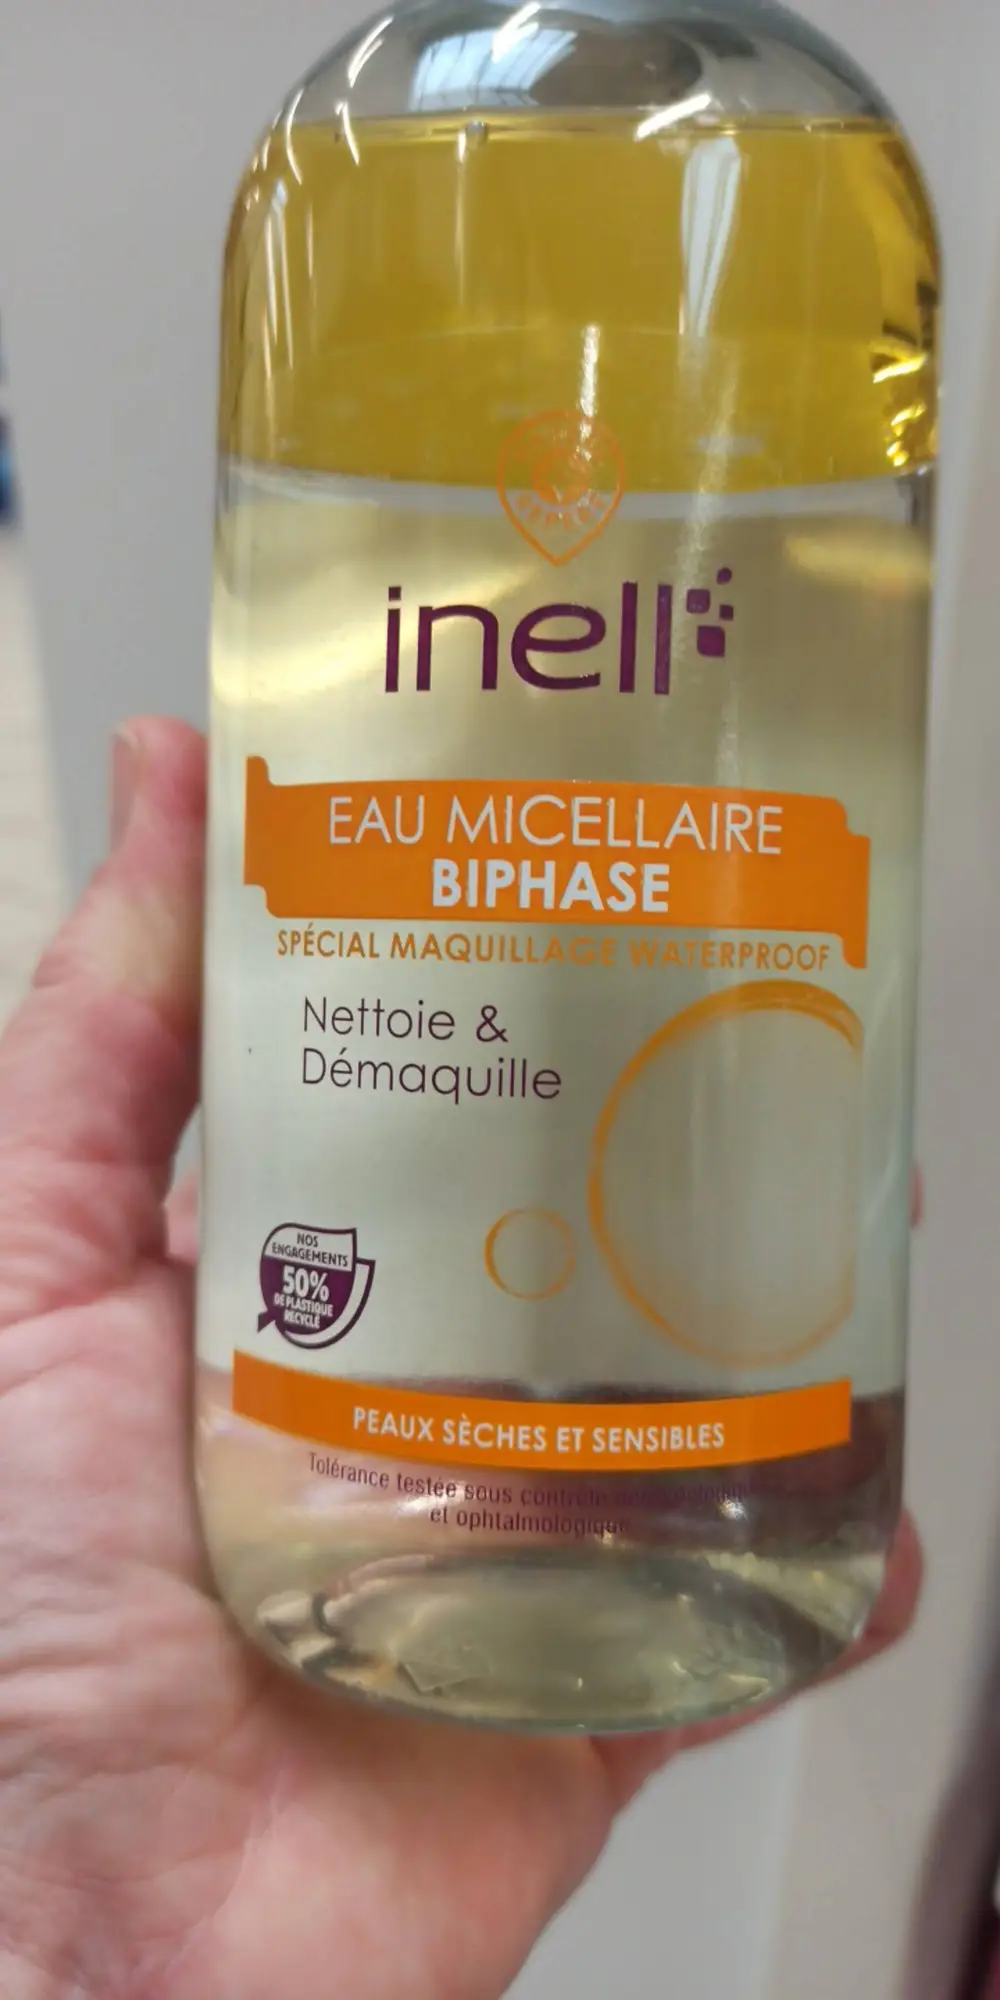 REPÈRE
inell
EAU MICELLAIRE
BIPHASE
SPÉCIAL MAQUILLAGE WATERPROOF
Nettoie &
Démaquille
NOS
ENGAGEMENTS
50%
DE PLASTIQUE
RECYCLÉ
PEAUX SÈCHES ET SENSIBLES
Tolérance testée sous contrôle
et ophtalmologique